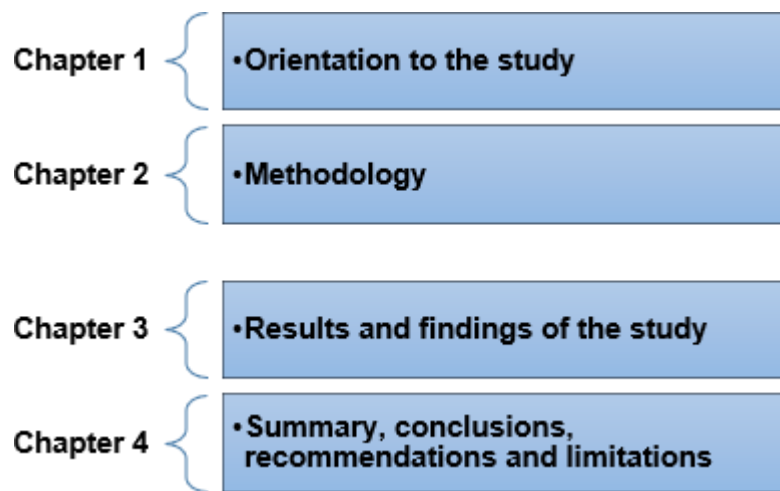 Chapter 1
•Orientation to the study
Chapter 2
•Methodology
Chapter 3
•Results and findings of the study
Chapter 4
•Summary, conclusions,
recommendations and limitations